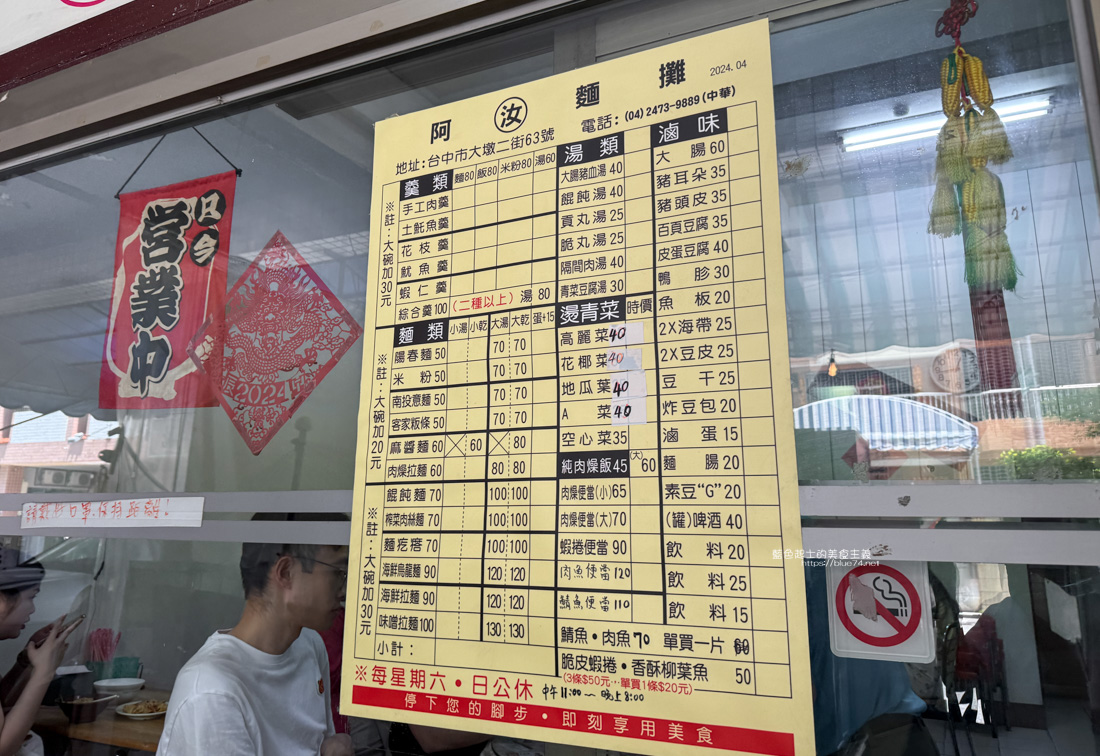 阿汝麵攤
2024.04
地址:台中市大墩二街63號
電話:(04)2473-9889(中華)
羹類 麵80 飯80 米粉80 湯60
手工肉羹
土魠魚羹
花枝羹
魷魚羹
蝦仁羹
綜合羹100 (二種以上) 湯80
※註:大碗加30元
麵類 小湯 小乾 大湯 大乾 蛋+15
陽春麵50 70 70
米粉50 70 70
南投意麵50 70 70
客家粄條50 70 70
麻醬麵60 60 80
肉燥拉麵60 80 80
※註:大碗加20元
餛飩麵70 100 100
榨菜肉絲麵70 100 100
麵疙瘩70 100 100
海鮮烏龍麵90 120 120
海鮮拉麵90 120 120
味噌拉麵100 130 130
※註:大碗加30元
小計:
湯類
大腸豬血湯40
餛飩湯40
貢丸湯25
脆丸湯25
隔間肉湯40
青菜豆腐湯30
燙青菜 時價
高麗菜40
花椰菜40
地瓜葉40
A菜40
空心菜35
純肉燥飯45 (大)60
肉燥便當(小)65
肉燥便當(大)70
蝦捲便當90
肉魚便當120
鯖魚便當110
鯖魚•肉魚70 單買一片60
脆皮蝦捲•香酥柳葉魚 50
(3條$50元…單買1條$20元)
滷味
大腸60
豬耳朵35
豬頭皮35
百頁豆腐35
皮蛋豆腐40
鴨胗30
魚板20
2X海帶25
2X豆皮25
豆干25
炸豆包20
滷蛋15
麵腸20
素豆“G”20
(罐)啤酒40
飲料20
飲料25
飲料15
※每星期六•日公休 中午11:00~晚上8:00
停下您的腳步•即刻享用美食
今日
營業中
2024
藍色起士的美食主義
https://blue74.net